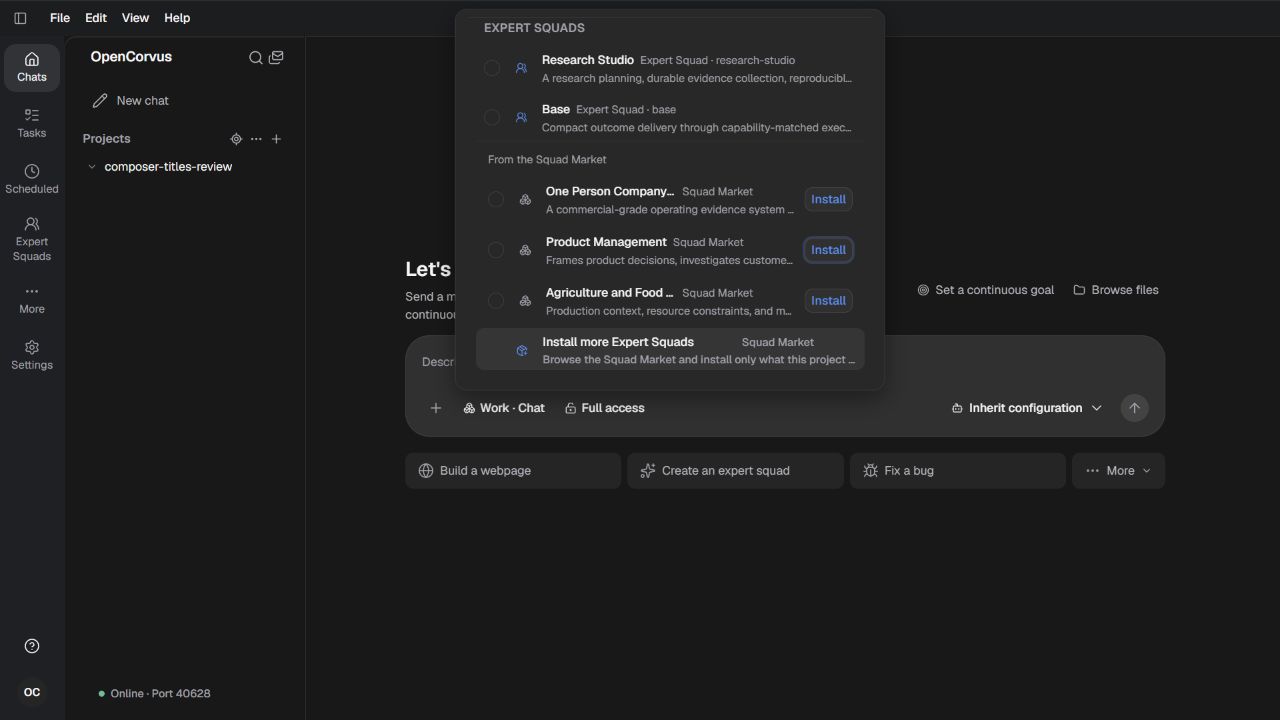 File Edit View Help
Chats
Tasks
Scheduled
Expert
Squads
More
Settings
OC
OpenCorvus
New chat
Projects
composer-titles-review
Online · Port 40628
EXPERT SQUADS
Research Studio Expert Squad · research-studio
A research planning, durable evidence collection, reproducibl...
Base Expert Squad · base
Compact outcome delivery through capability-matched exec...
From the Squad Market
One Person Company... Squad Market
A commercial-grade operating evidence system ...
Install
Product Management Squad Market
Frames product decisions, investigates custome...
Install
Agriculture and Food ... Squad Market
Production context, resource constraints, and m...
Install
Install more Expert Squads Squad Market
Browse the Squad Market and install only what this project ...
Let's
Send a m
continuou
Set a continuous goal Browse files
Descr
Work · Chat Full access Inherit configuration
Build a webpage Create an expert squad Fix a bug More